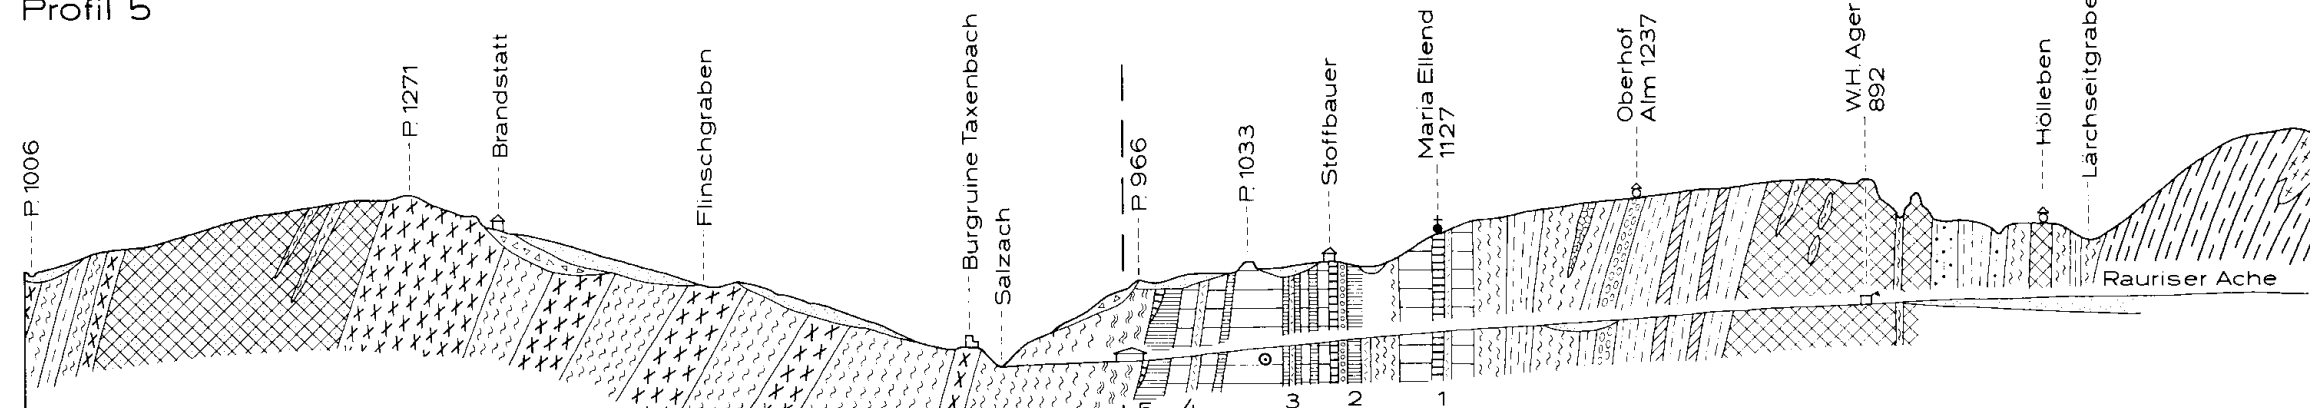 Profil 5
P. 1006
P. 1271
Brandstatt
Flinschgraben
Burgruine Taxenbach
Salzach
P. 966
P. 1033
Stoffbauer
Maria Ellend
1127
Oberhof
Alm 1237
W.H. Ager
892
Hölleben
Lärchseitgrabe
Rauriser Ache
5 4 3 2 1